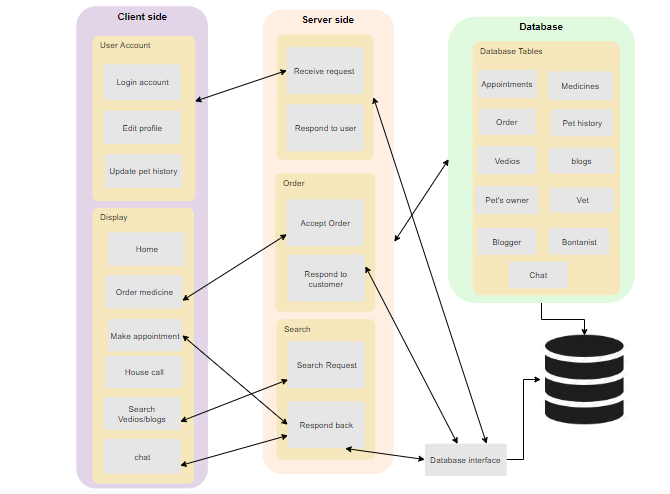 Client side
User Account
Login account
Edit profile
Update pet history
Display
Home
Order medicine
Make appointment
House call
Search
Vedios/blogs
chat
Server side
Receive request
Respond to user
Order
Accept Order
Respond to
customer
Search
Search Request
Respond back
Database
Database Tables
Appointments
Medicines
Order
Pet history
Vedios
blogs
Pet's owner
Vet
Blogger
Bontanist
Chat
Database interface